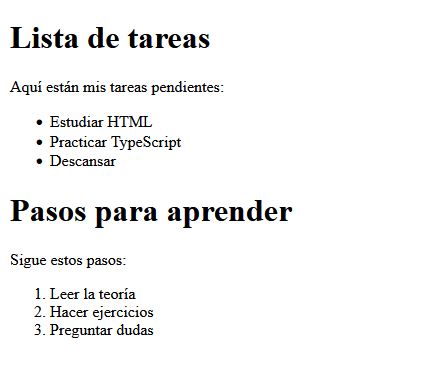 Lista de tareas
Aquí están mis tareas pendientes:
• Estudiar HTML
• Practicar TypeScript
• Descansar
Pasos para aprender
Sigue estos pasos:
1. Leer la teoría
2. Hacer ejercicios
3. Preguntar dudas